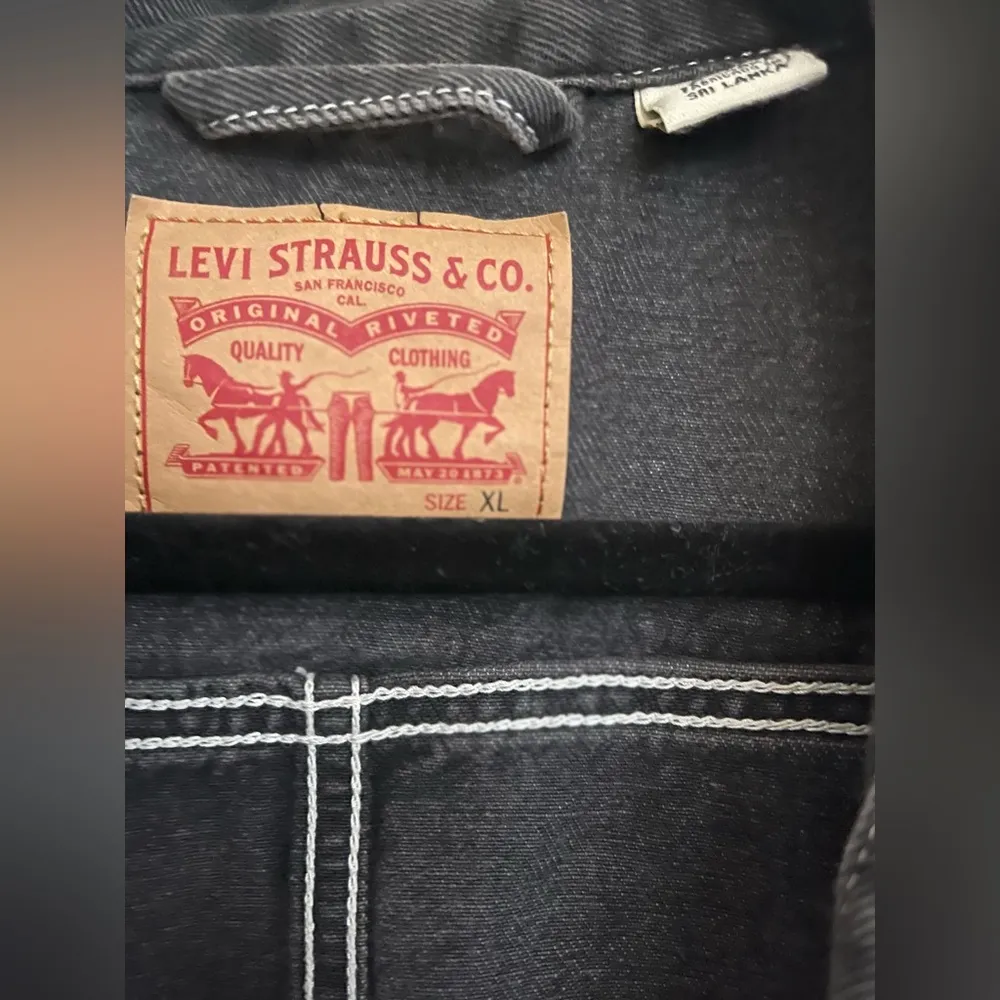 SRI LANKA
LEVI STRAUSS & CO.
SAN FRANCISCO
CAL.
ORIGINAL RIVETED
QUALITY CLOTHING
PATENTED MAY 20 1873
SIZE XL